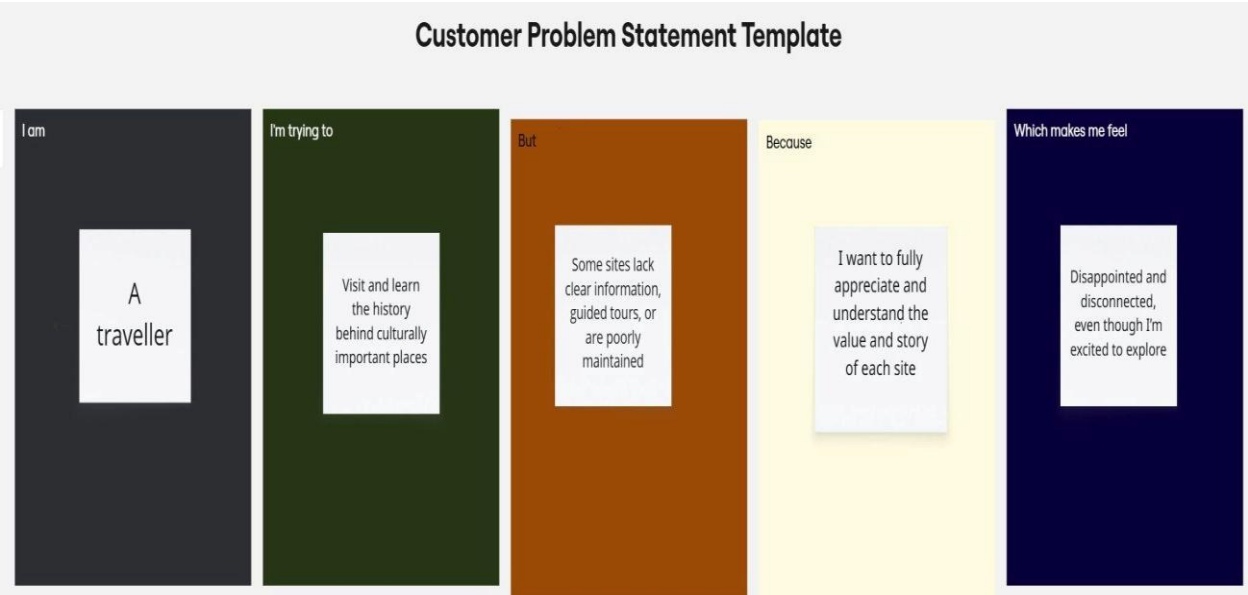 Customer Problem Statement Template
I am
A
traveller
I'm trying to
Visit and learn
the history
behind culturally
important places
But
Some sites lack
clear information,
guided tours, or
are poorly
maintained
Because
I want to fully
appreciate and
understand the
value and story
of each site
Which makes me feel
Disappointed and
disconnected,
even though I'm
excited to explore